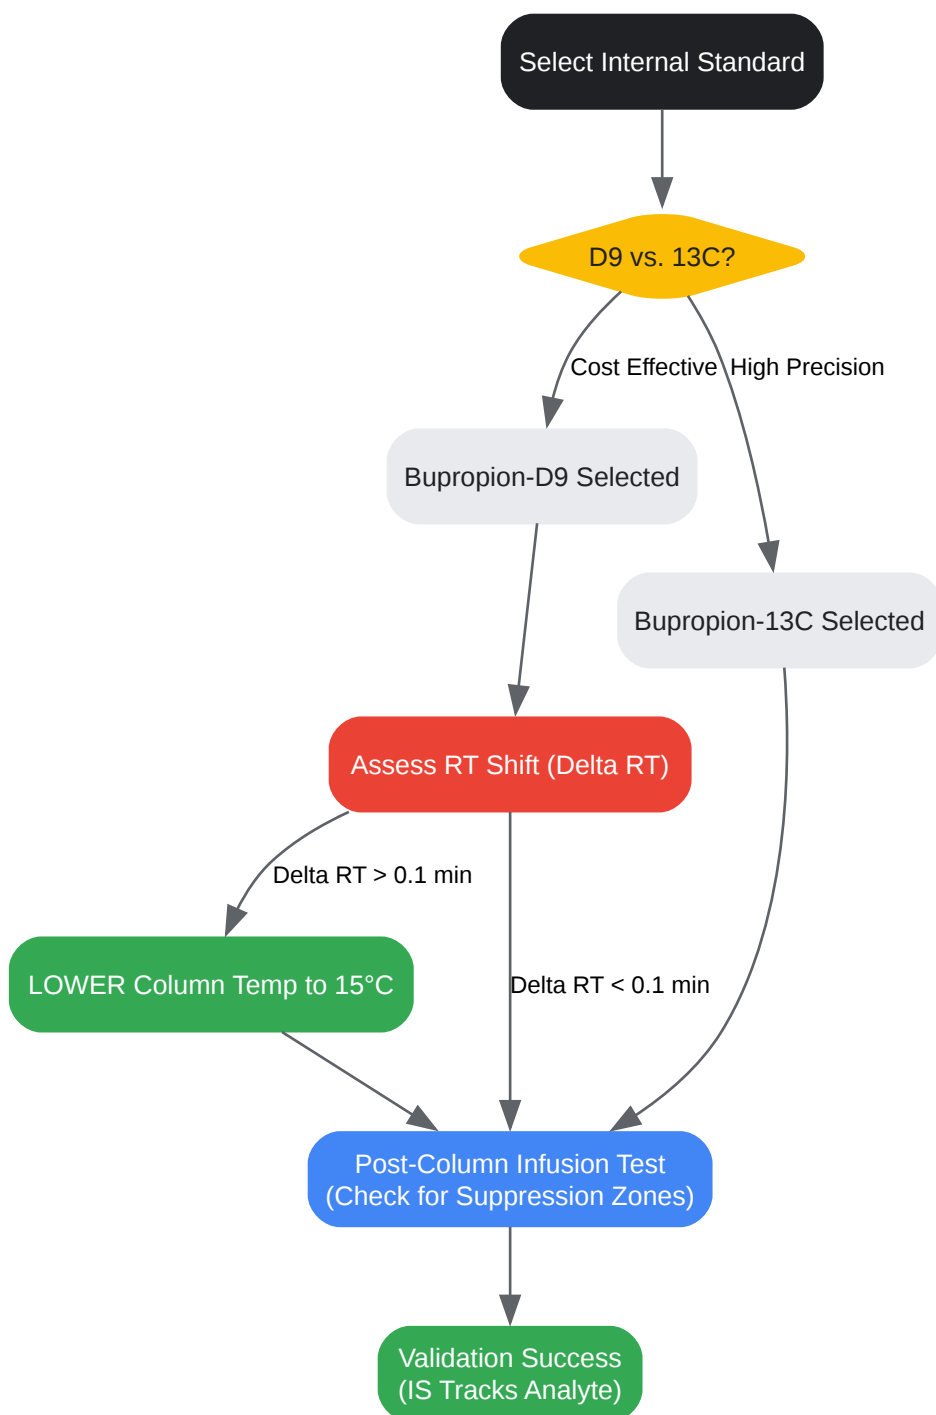 Select Internal Standard
D9 vs. 13C?
Cost Effective
High Precision
Bupropion-D9 Selected
Bupropion-13C Selected
Assess RT Shift (Delta RT)
Delta RT > 0.1 min
LOWER Column Temp to 15°C
Delta RT < 0.1 min
Post-Column Infusion Test
(Check for Suppression Zones)
Validation Success
(IS Tracks Analyte)